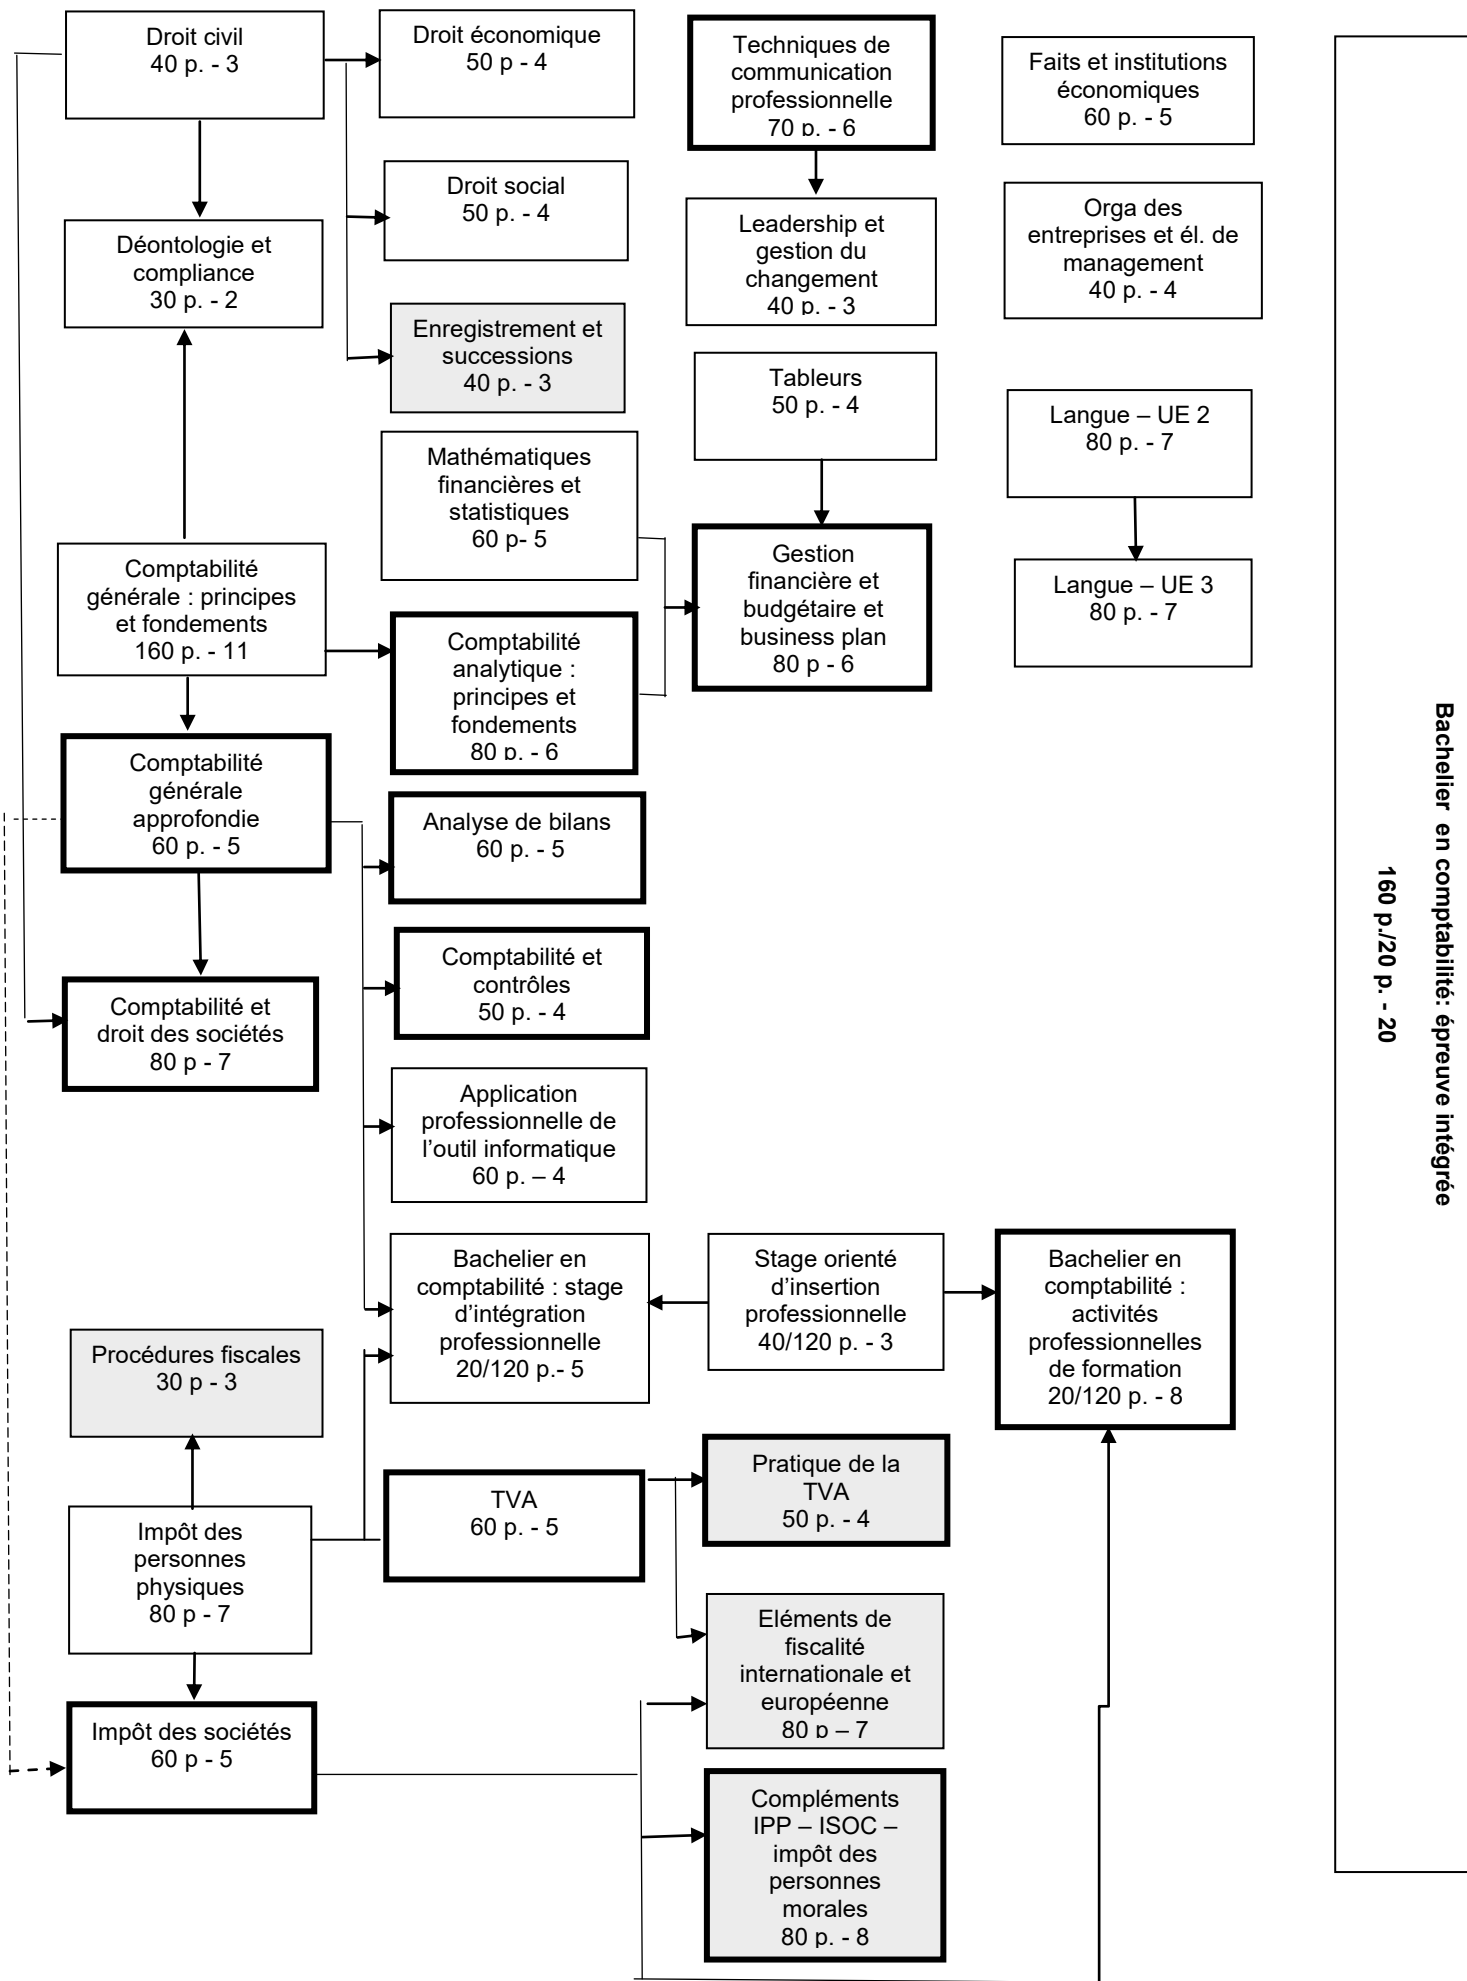 Droit civil
40 p. - 3
Droit économique
50 p - 4
Techniques de
communication
professionnelle
70 p. - 6
Faits et institutions
économiques
60 p. - 5
Droit social
50 p. - 4
Orga des
entreprises et él. de
management
40 p. - 4
Déontologie et
compliance
30 p. - 2
Leadership et
gestion du
changement
40 p. - 3
Enregistrement et
successions
40 p. - 3
Tableurs
50 p. - 4
Langue – UE 2
80 p. - 7
Mathématiques
financières et
statistiques
60 p- 5
Comptabilité
générale : principes
et fondements
160 p. - 11
Gestion
financière et
budgétaire et
business plan
80 p - 6
Langue – UE 3
80 p. - 7
Comptabilité
analytique :
principes et
fondements
80 p. - 6
Comptabilité
générale
approfondie
60 p. - 5
Analyse de bilans
60 p. - 5
Comptabilité et
contrôles
50 p. - 4
Comptabilité et
droit des sociétés
80 p - 7
Application
professionnelle de
l’outil informatique
60 p. – 4
Bachelier en
comptabilité : stage
d’intégration
professionnelle
20/120 p.- 5
Stage orienté
d’insertion
professionnelle
40/120 p. - 3
Bachelier en
comptabilité :
activités
professionnelles
de formation
20/120 p. - 8
Procédures fiscales
30 p - 3
Pratique de la
TVA
50 p. - 4
TVA
60 p. - 5
Impôt des
personnes
physiques
80 p - 7
Eléments de
fiscalité
internationale et
européenne
80 p – 7
Impôt des sociétés
60 p - 5
Compléments
IPP – ISOC –
impôt des
personnes
morales
80 p. - 8
Bachelier en comptabilité: épreuve intégrée
160 p./20 p. - 20